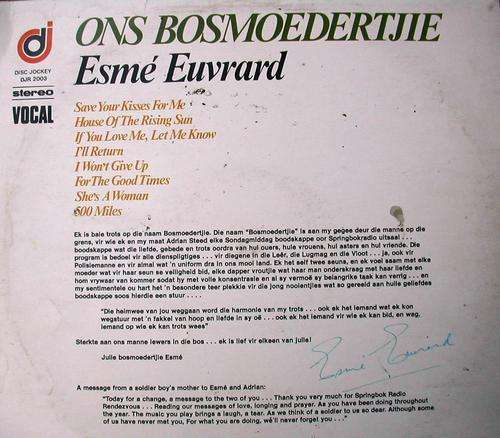 ONS BOSMOEDERTJIE
Esmé Euvrard
dj
DISC JOCKEY
DJR 2003
stereo
VOCAL
Save Your Kisses For Me
House Of The Rising Sun
If You Love Me, Let Me Know
I'll Return
I Won't Give Up
For The Good Times
She's A Woman
500 Miles
Ek is baie trots op die naam Bosmoedertjie. Die naam "Bosmoedertjie" is aan my gegee deur die manne op die
grens, vir wie ek en my maat Adrian Steed elke Sondagmiddag boodskappe oor Springbokradio uitsaai . . .
boodskappe wat die liefde, gebede en trots oordra van hul ouers, hulle vrouens, hul susters en hul vriende. Die
program is bedoel vir alle dienspligtiges . . . vir diegene in die Leër, die Lugmag en die Vloot . . . ja, ook vir
Polisiemanne en vir almal wat 'n uniform dra in ons mooi land. Ek het self twee seuns, en ek voel saam met elke
moeder wat vir haar seun se veiligheid bid, elke dapper vroutjie wat haar man onderskraag met haar liefde en
hom vrywaar van kommer sodat hy met volle konsentrasie en al sy vermoë sy belangrike taak kan verrig . . . en
my sentimentele ou hart het 'n besondere teer plekkie vir die jong nooientjies wat so gereeld aan hulle geliefdes
boodskappe soos hierdie een stuur . . . .
"Die heimwee van jou weggaan word die harmonie van my trots . . . ook ek het iemand wat ek kon
wegstuur met 'n fakkel van hoop en liefde in sy oë . . . ook ek het iemand vir wie ek kan bid, en wag,
iemand op wie ek kan trots wees"
Sterkte aan ons manne iewers in die bos . . . ek is lief vir elkeen van julle!
Julle bosmoedertjie Esmé
Esmé Euvrard
A message from a soldier boy's mother to Esmé and Adrian:
"Today for a change, a message to the two of you . . . Thank you very much for Springbok Radio
Rendezvous . . . Reading our messages of love, longing and prayer. As you have been doing throughout
the year. The music you play brings a laugh, a tear. As we think of a soldier to us so dear. Although some
of us have never met you, For what you are doing, we'll never forget you . . ."